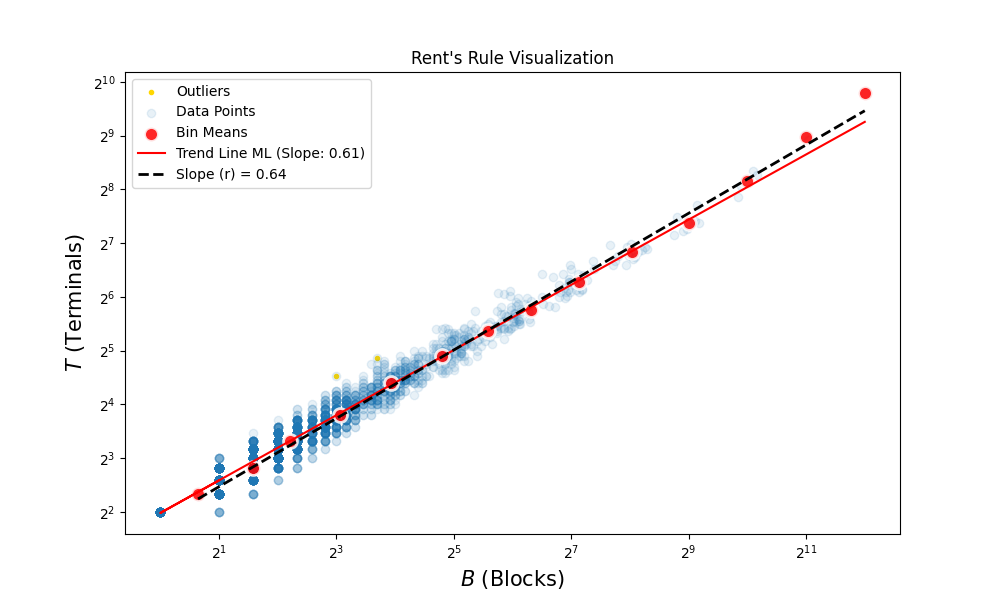 Rent's Rule Visualization
Outliers
Data Points
Bin Means
Trend Line ML (Slope: 0.61)
Slope (r) = 0.64
T (Terminals)
2^10
2^9
2^8
2^7
2^6
2^5
2^4
2^3
2^2
2^1 2^3 2^5 2^7 2^9 2^11
B (Blocks)